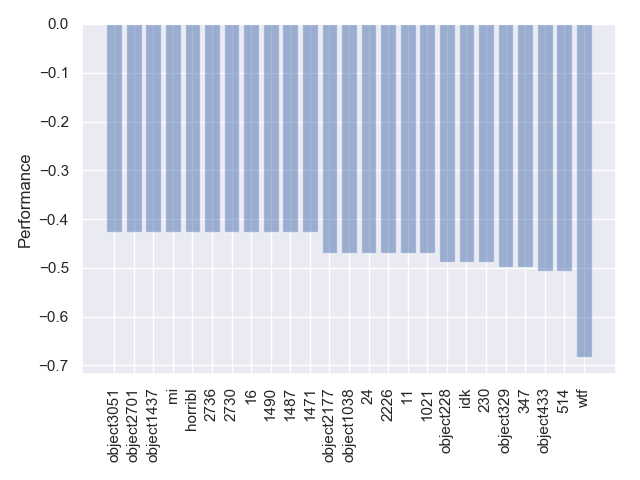 0.0
−0.1
−0.2
−0.3
−0.4
−0.5
−0.6
−0.7
Performance
object3051
object2701
object1437
mi
horribl
2736
2730
16
1490
1487
1471
object2177
object1038
24
2226
11
1021
object228
idk
230
object329
347
object433
514
wtf